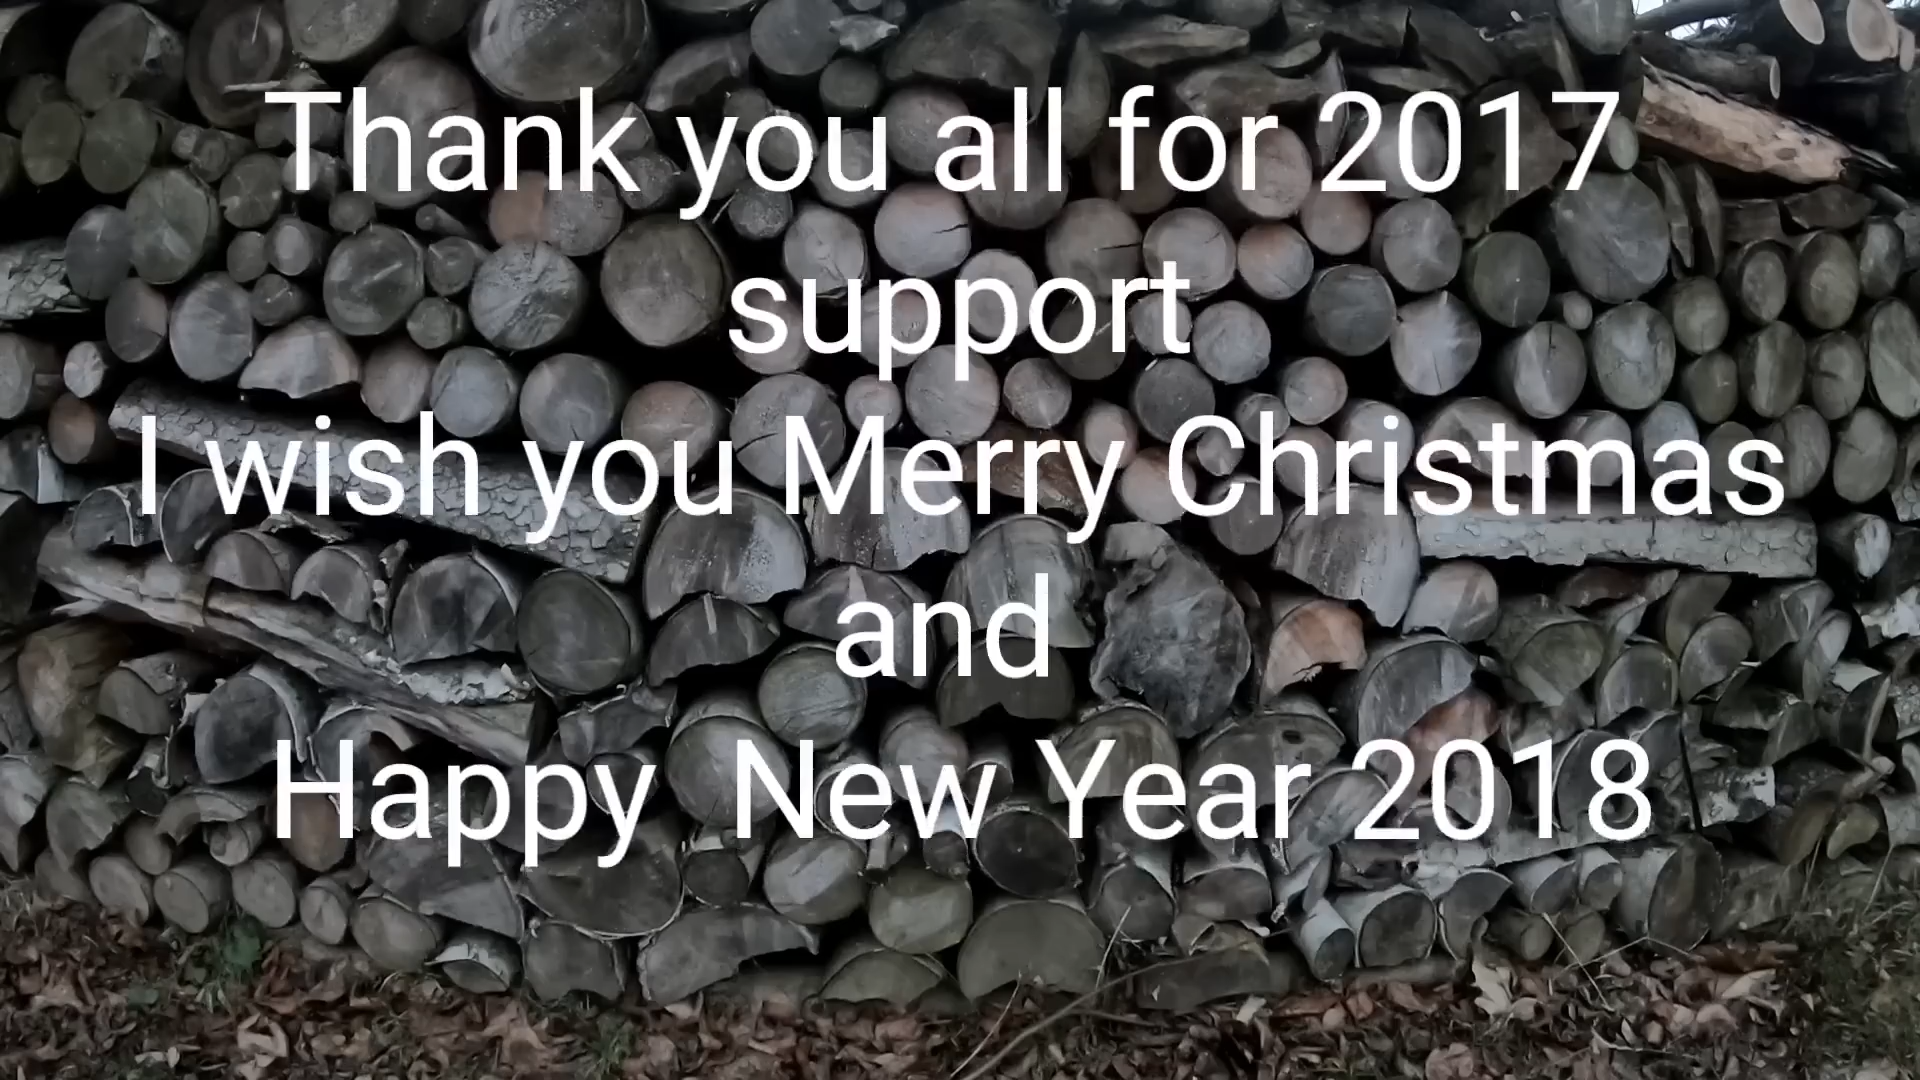 Thank you all for 2017
support
I wish you Merry Christmas
and
Happy  New Year 2018